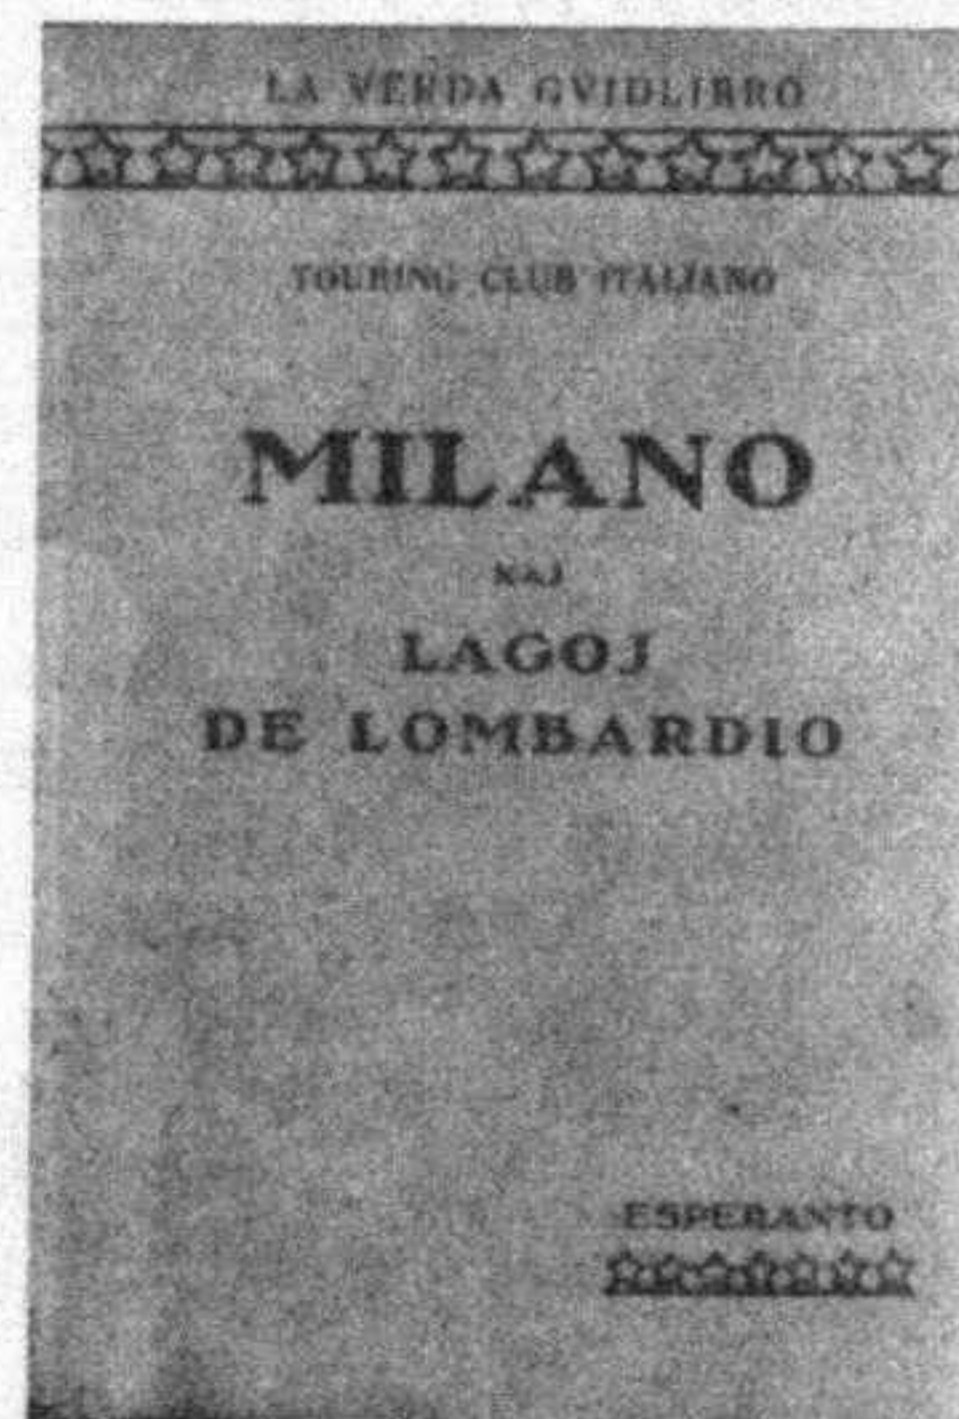 LA VERDA GVIDLIBRO
TOURING CLUB ITALIANO
MILANO
KAJ
LAGOJ
DE LOMBARDIO
ESPERANTO